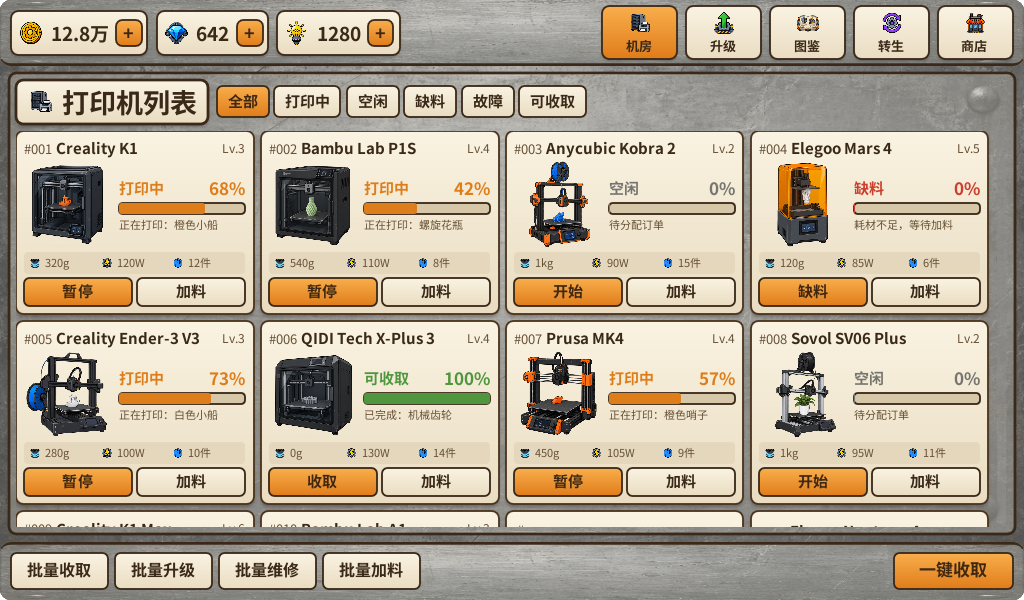 12.8万 + 642 + 1280 +
机房 升级 图鉴 转生 商店
打印机列表 全部 打印中 空闲 缺料 故障 可收取
#001 Creality K1 Lv.3
打印中 68%
正在打印：橙色小船
320g 120W 12件
暂停 加料
#002 Bambu Lab P1S Lv.4
打印中 42%
正在打印：螺旋花瓶
540g 110W 8件
暂停 加料
#003 Anycubic Kobra 2 Lv.2
空闲 0%
待分配订单
1kg 90W 15件
开始 加料
#004 Elegoo Mars 4 Lv.5
缺料 0%
耗材不足，等待加料
120g 85W 6件
缺料 加料
#005 Creality Ender-3 V3 Lv.3
打印中 73%
正在打印：白色小船
280g 100W 10件
暂停 加料
#006 QIDI Tech X-Plus 3 Lv.4
可收取 100%
已完成：机械齿轮
0g 130W 14件
收取 加料
#007 Prusa MK4 Lv.4
打印中 57%
正在打印：橙色哨子
450g 105W 9件
暂停 加料
#008 Sovol SV06 Plus Lv.2
空闲 0%
待分配订单
1kg 95W 11件
开始 加料
批量收取 批量升级 批量维修 批量加料 一键收取